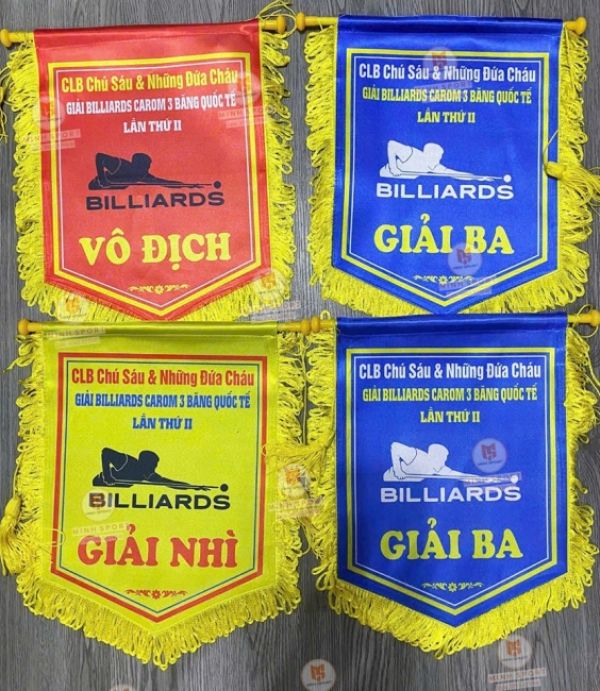 CLB Chú Sáu & Những Đứa Cháu
GIẢI BILLIARDS CAROM 3 BĂNG QUỐC TẾ
LẦN THỨ II
BILLIARDS
VÔ ĐỊCH
CLB Chú Sáu & Những Đứa Cháu
GIẢI BILLIARDS CAROM 3 BĂNG QUỐC TẾ
LẦN THỨ II
BILLIARDS
GIẢI BA
CLB Chú Sáu & Những Đứa Cháu
GIẢI BILLIARDS CAROM 3 BĂNG QUỐC TẾ
LẦN THỨ II
BILLIARDS
GIẢI NHÌ
CLB Chú Sáu & Những Đứa Cháu
GIẢI BILLIARDS CAROM 3 BĂNG QUỐC TẾ
LẦN THỨ II
BILLIARDS
GIẢI BA
MINH SPORT